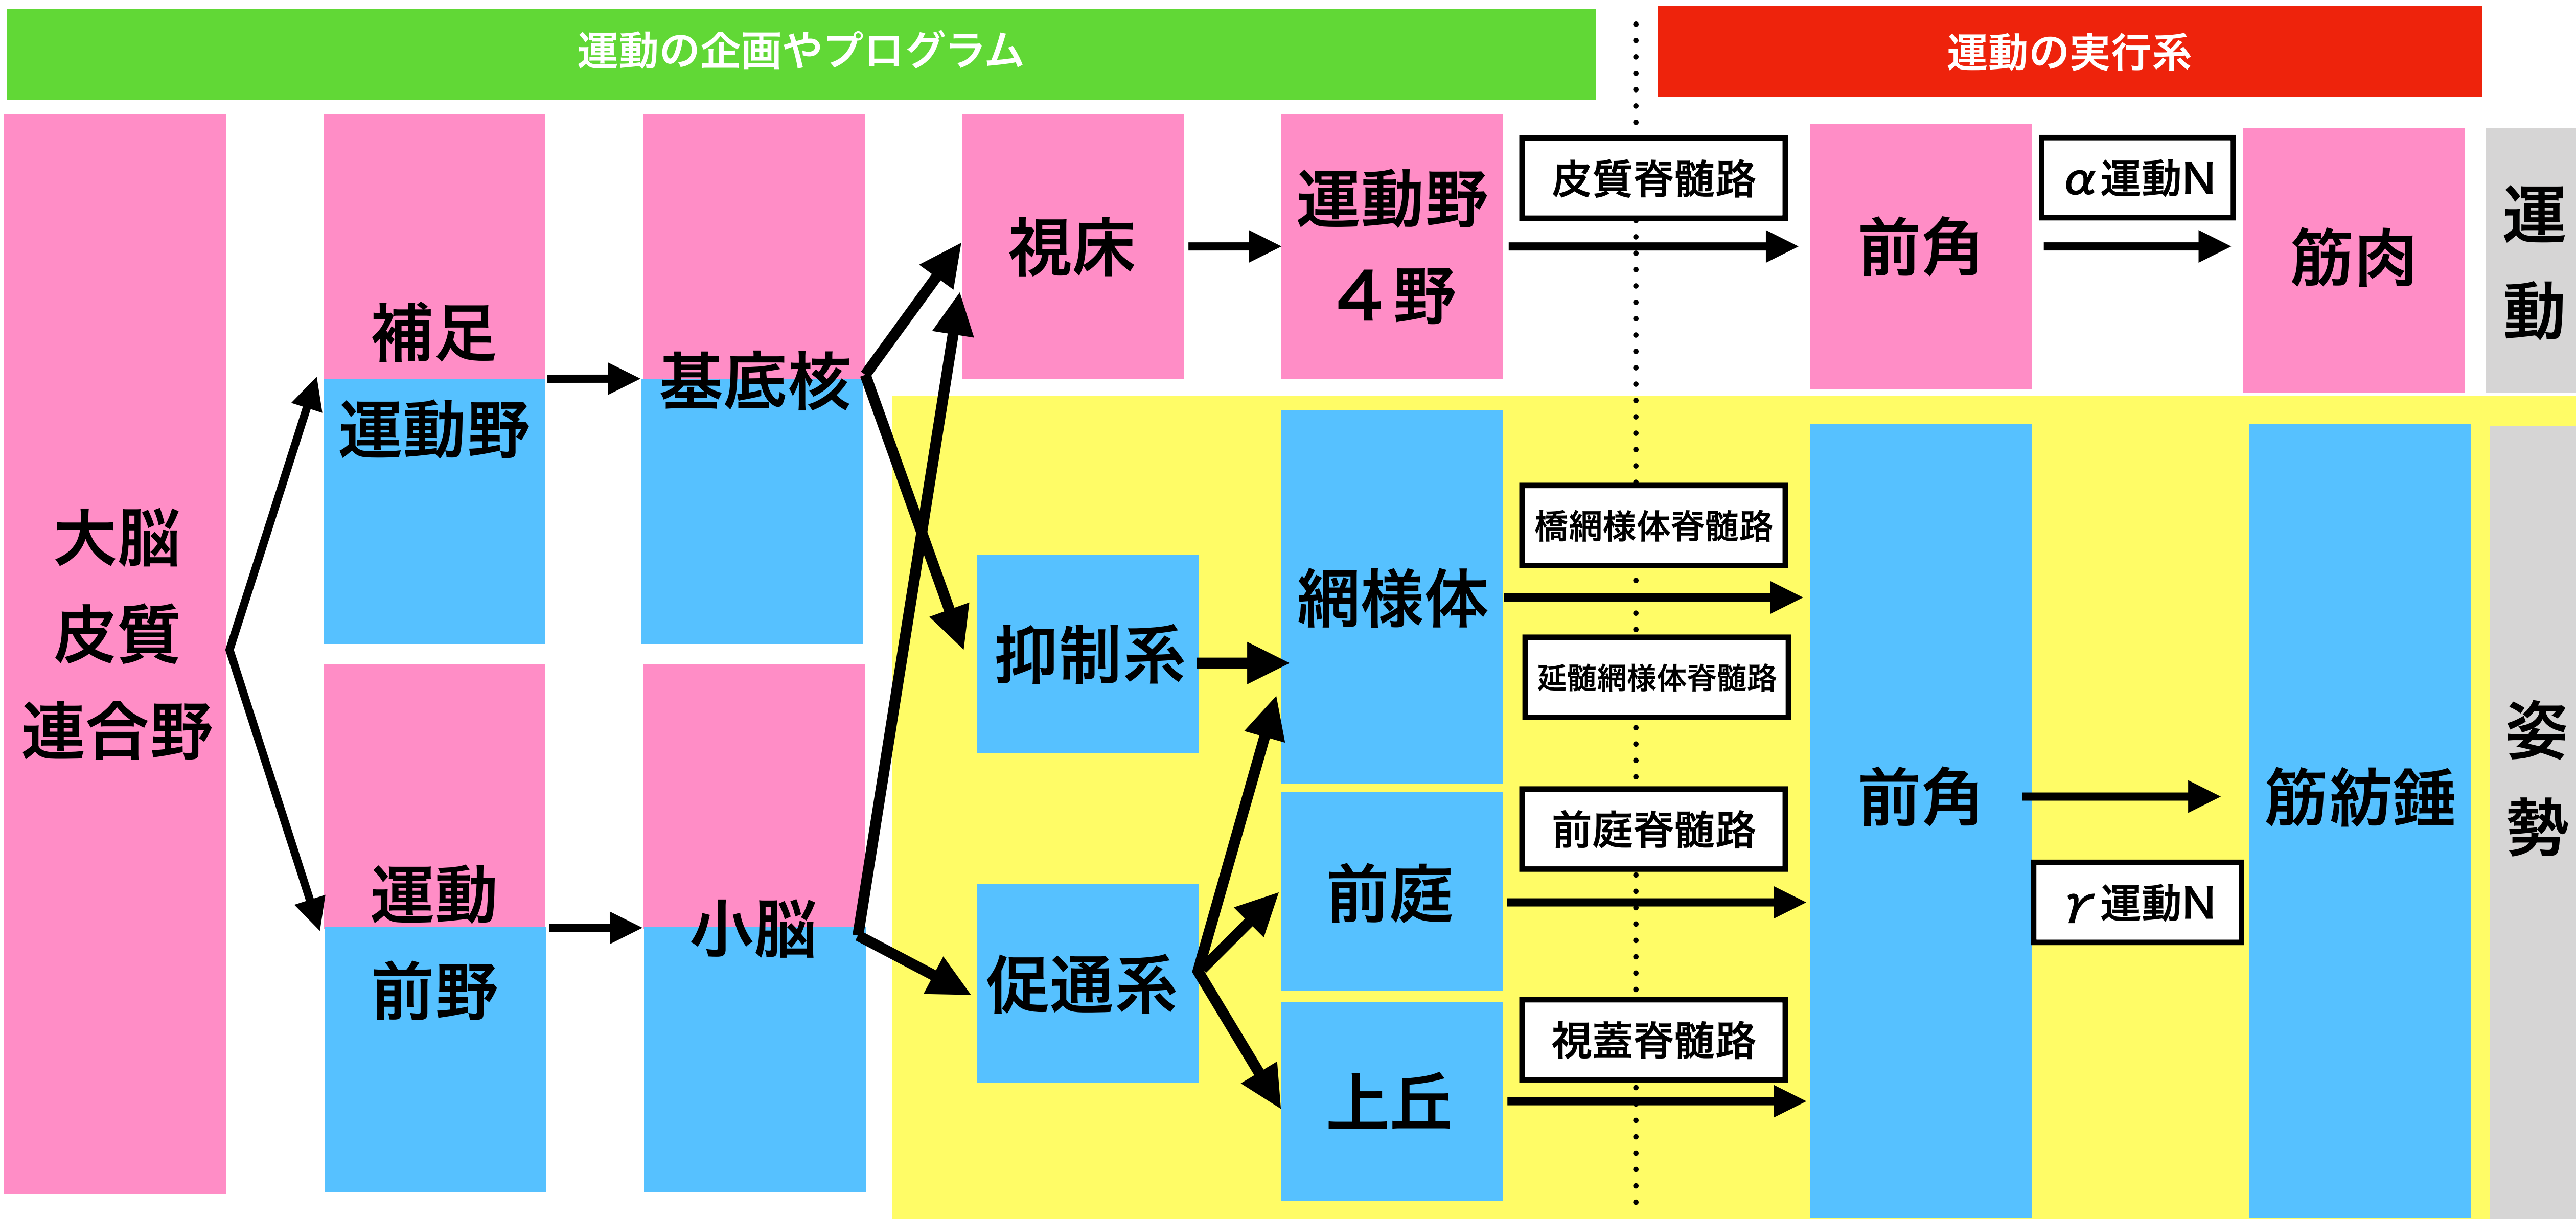 運動の企画やプログラム
運動の実行系
大脳
皮質
連合野
補足
運動野
運動
前野
基底核
小脳
視床
抑制系
促通系
運動野
４野
網様体
前庭
上丘
皮質脊髄路
橋網様体脊髄路
延髄網様体脊髄路
前庭脊髄路
視蓋脊髄路
前角
前角
α運動N
r運動N
筋肉
筋紡錘
運
動
姿
勢